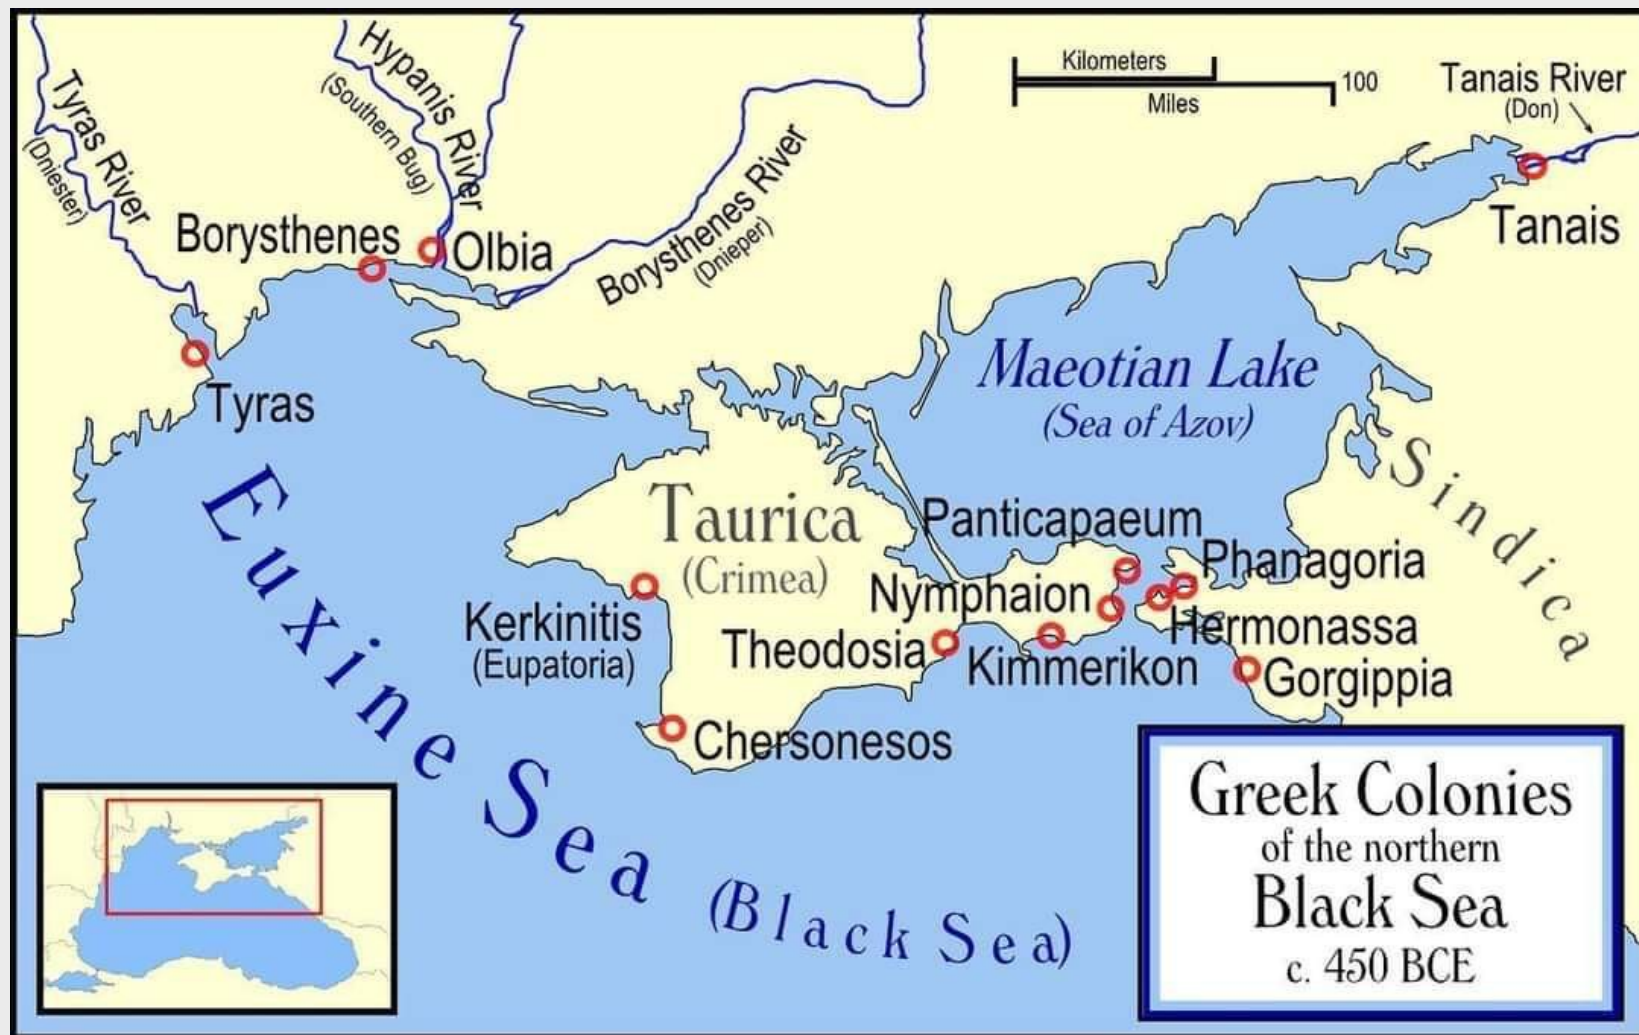 Kilometers
100
Miles
Tanais River
(Don)
Hypanis River
(Southern Bug)
Tyras River
(Dniester)
Borysthenes River
(Dnieper)
Borysthenes
Olbia
Tanais
Tyras
Maeotian Lake
(Sea of Azov)
Sindica
Taurica
(Crimea)
Panticapaeum
Phanagoria
Nymphaion
Hermonassa
Kerkinitis
(Eupatoria)
Theodosia
Kimmerikon
Gorgippia
Chersonesos
Euxine Sea (Black Sea)
Greek Colonies
of the northern
Black Sea
c. 450 BCE